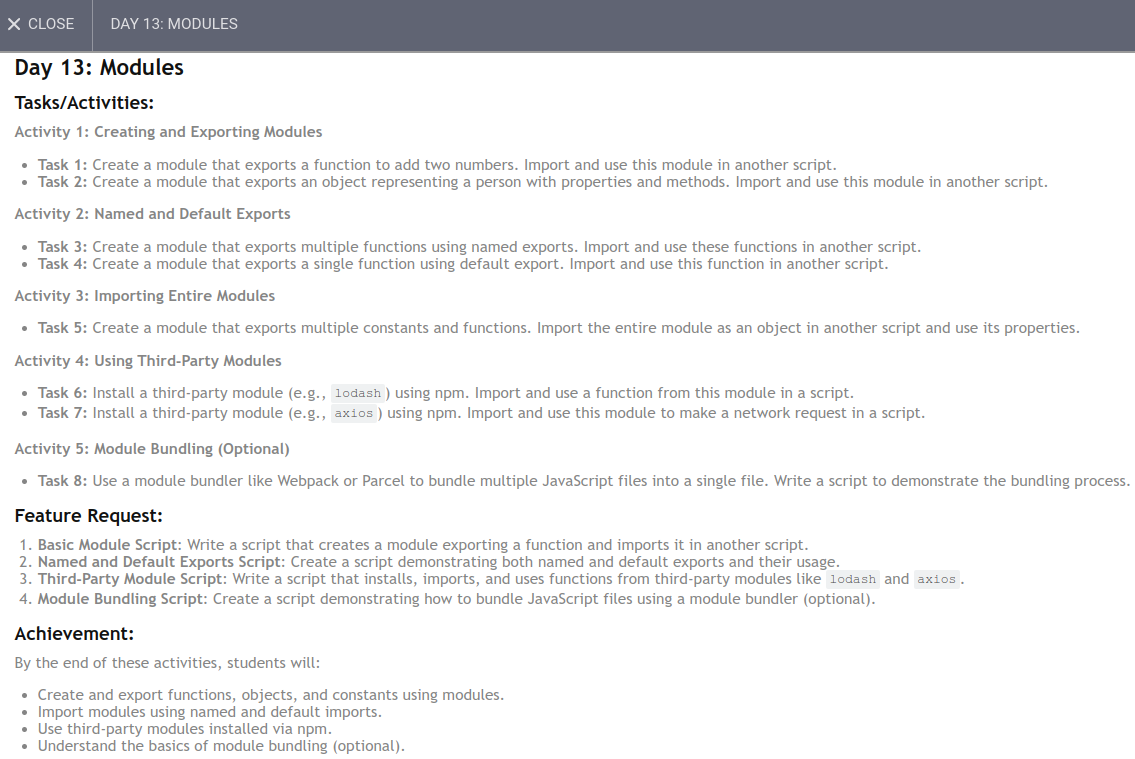 CLOSE
DAY 13: MODULES
Day 13: Modules
Tasks/Activities:
Activity 1: Creating and Exporting Modules
Task 1: Create a module that exports a function to add two numbers. Import and use this module in another script.
Task 2: Create a module that exports an object representing a person with properties and methods. Import and use this module in another script.
Activity 2: Named and Default Exports
Task 3: Create a module that exports multiple functions using named exports. Import and use these functions in another script.
Task 4: Create a module that exports a single function using default export. Import and use this function in another script.
Activity 3: Importing Entire Modules
Task 5: Create a module that exports multiple constants and functions. Import the entire module as an object in another script and use its properties.
Activity 4: Using Third-Party Modules
Task 6: Install a third-party module (e.g., lodash) using npm. Import and use a function from this module in a script.
Task 7: Install a third-party module (e.g., axios) using npm. Import and use this module to make a network request in a script.
Activity 5: Module Bundling (Optional)
Task 8: Use a module bundler like Webpack or Parcel to bundle multiple JavaScript files into a single file. Write a script to demonstrate the bundling process.
Feature Request:
1. Basic Module Script: Write a script that creates a module exporting a function and imports it in another script.
2. Named and Default Exports Script: Create a script demonstrating both named and default exports and their usage.
3. Third-Party Module Script: Write a script that installs, imports, and uses functions from third-party modules like lodash and axios.
4. Module Bundling Script: Create a script demonstrating how to bundle JavaScript files using a module bundler (optional).
Achievement:
By the end of these activities, students will:
Create and export functions, objects, and constants using modules.
Import modules using named and default imports.
Use third-party modules installed via npm.
Understand the basics of module bundling (optional).